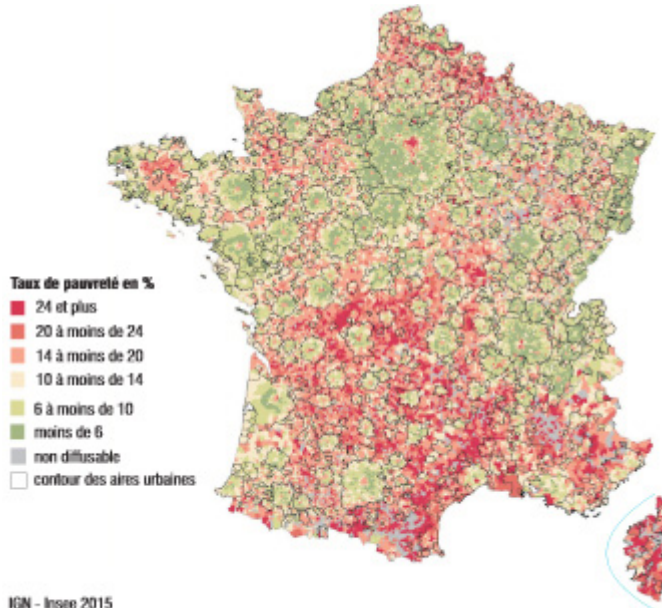 Taux de pauvreté en %
24 et plus
20 à moins de 24
14 à moins de 20
10 à moins de 14
6 à moins de 10
moins de 6
non diffusable
contour des aires urbaines
IGN - Insee 2015